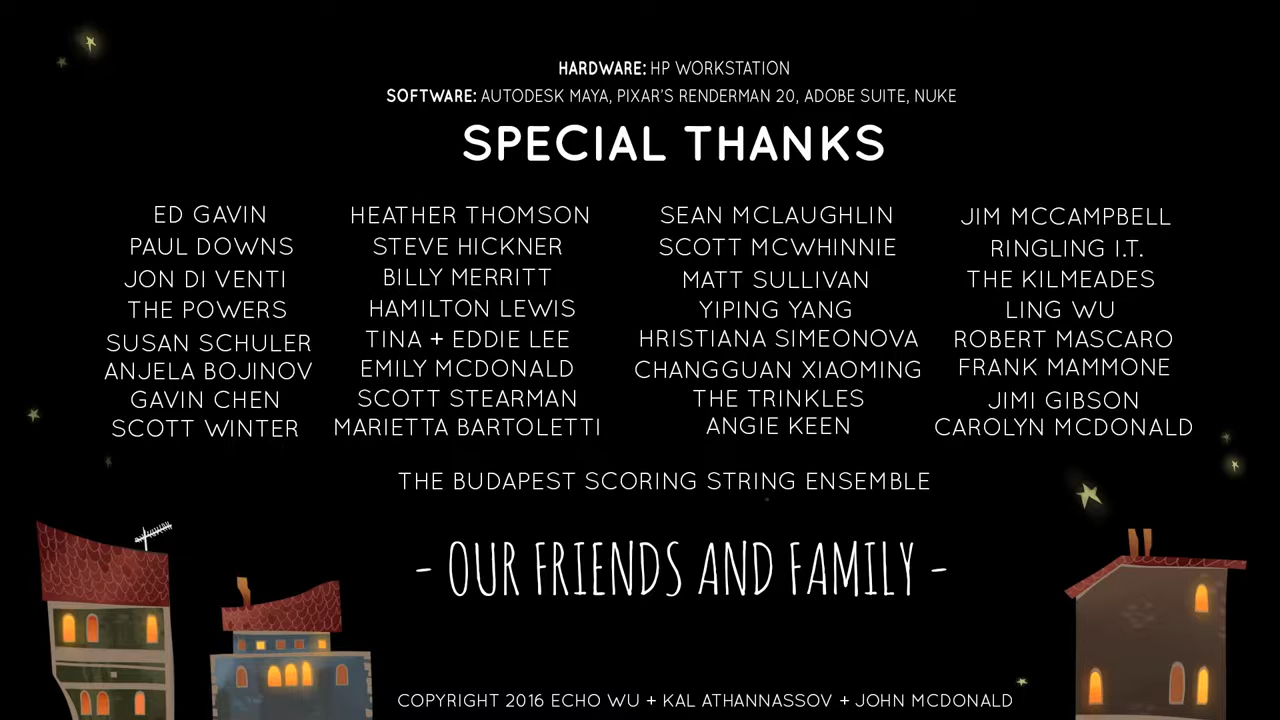 HARDWARE: HP WORKSTATION
SOFTWARE: AUTODESK MAYA, PIXAR'S RENDERMAN 20, ADOBE SUITE, NUKE
SPECIAL THANKS
ED GAVIN
PAUL DOWNS
JON DI VENTI
THE POWERS
SUSAN SCHULER
ANJELA BOJINOV
GAVIN CHEN
SCOTT WINTER
HEATHER THOMSON
STEVE HICKNER
BILLY MERRITT
HAMILTON LEWIS
TINA + EDDIE LEE
EMILY MCDONALD
SCOTT STEARMAN
MARIETTA BARTOLETTI
SEAN MCLAUGHLIN
SCOTT MCWHINNIE
MATT SULLIVAN
YIPING YANG
HRISTIANA SIMEONOVA
CHANGGUAN XIAOMING
THE TRINKLES
ANGIE KEEN
JIM MCCAMPBELL
RINGLING I.T.
THE KILMEADES
LING WU
ROBERT MASCARO
FRANK MAMMONE
JIMI GIBSON
CAROLYN MCDONALD
THE BUDAPEST SCORING STRING ENSEMBLE
- OUR FRIENDS AND FAMILY -
COPYRIGHT 2016 ECHO WU + KAL ATHANNASSOV + JOHN MCDONALD